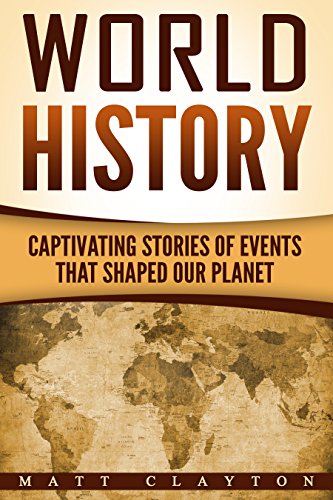 WORLD
HISTORY
CAPTIVATING STORIES OF EVENTS
THAT SHAPED OUR PLANET
MATT CLAYTON